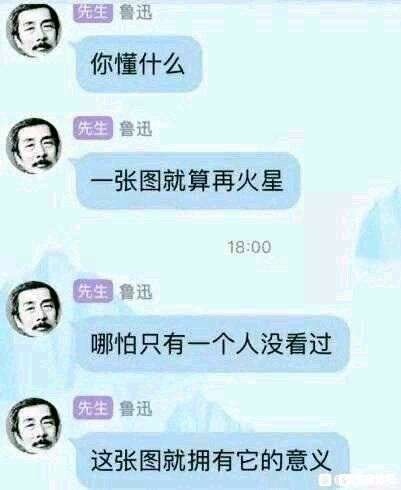 先生 鲁迅
你懂什么
先生 鲁迅
一张图就算再火星
18:00
先生 鲁迅
哪怕只有一个人没看过
先生 鲁迅
这张图就拥有它的意义